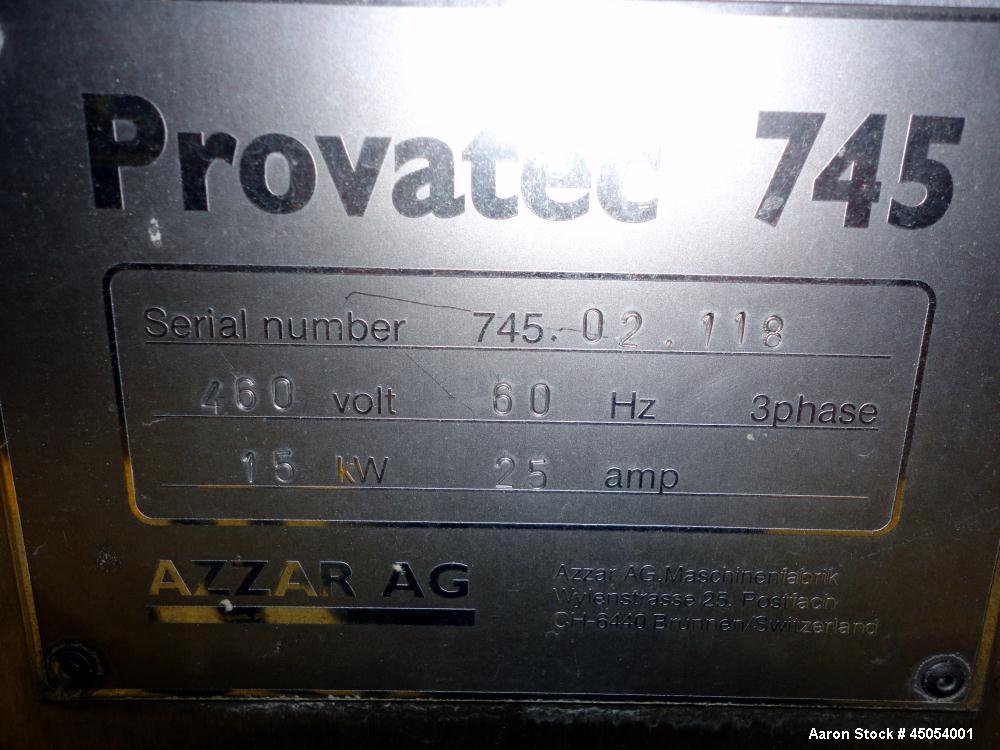 Provatec 745
Serial number 745.02.118
460 volt 60 Hz 3phase
15 kW 25 amp
AZZAR AG
Azzar AG.Maschinenfabrik
Wylenstrasse 25. Postfach
CH-6440 Brunnen/Switzerland
Aaron Stock # 45054001